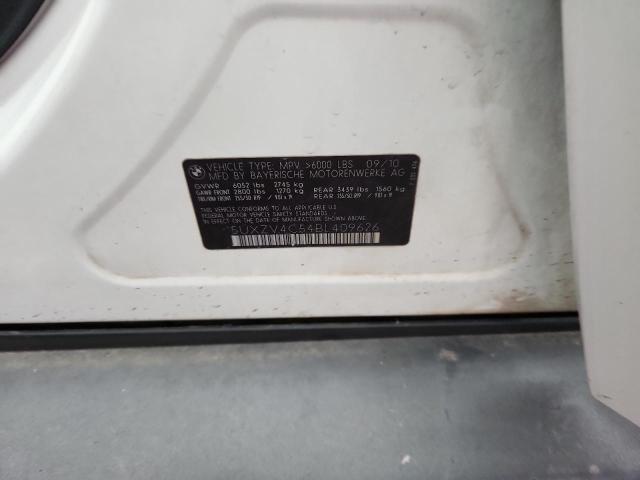 BMW
VEHICLE TYPE: MPV >6000 LBS 09/10
MFD BY BAYERISCHE MOTORENWERKE AG
GVWR 6052 lbs 2745 kg
GAWR FRONT 2800 lbs 1270 kg REAR 3439 lbs 1560 kg
THIS VEHICLE CONFORMS TO ALL APPLICABLE U.S
FEDERAL MOTOR VEHICLE SAFETY STANDARDS IN
EFFECT ON THE DATE OF MANUFACTURE SHOWN ABOVE.
5UXZV4C54BL409626